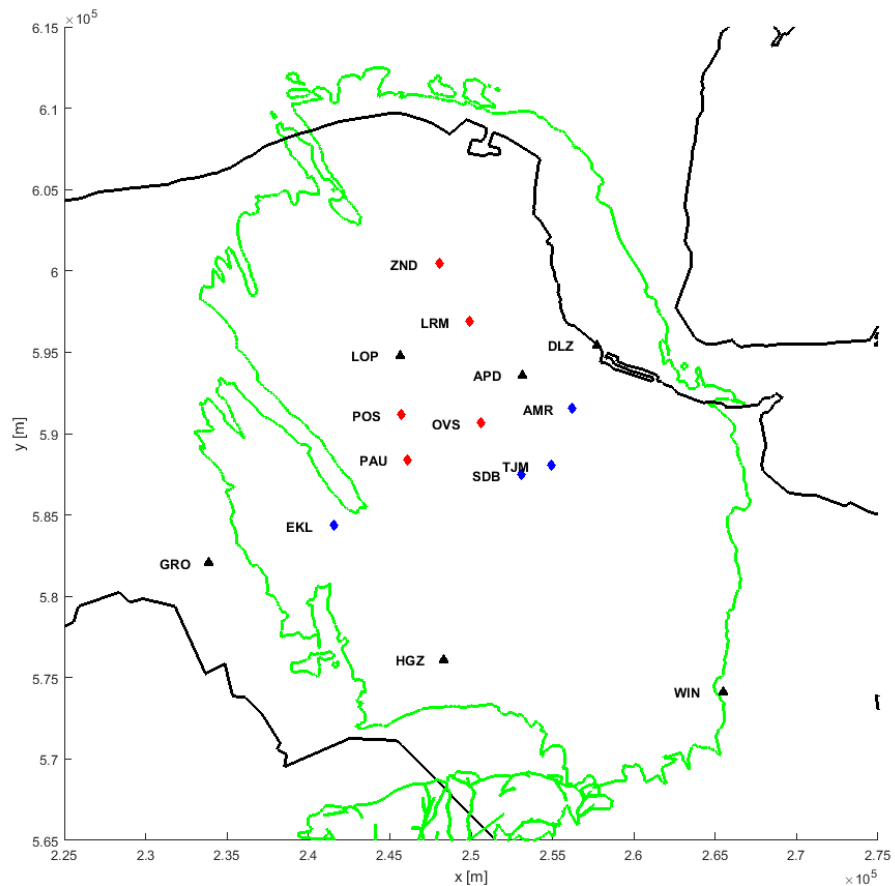 ×10⁵
6.15
6.1
6.05
ZND
6
LRM
LOP
DLZ
5.95
APD
POS
OVS
AMR
5.9
y [m]
PAU
TJM
SDB
5.85
EKL
GRO
5.8
HGZ
5.75
WIN
5.7
5.65
2.25 2.3 2.35 2.4 2.45 2.5 2.55 2.6 2.65 2.7 2.75
x [m]
×10⁵